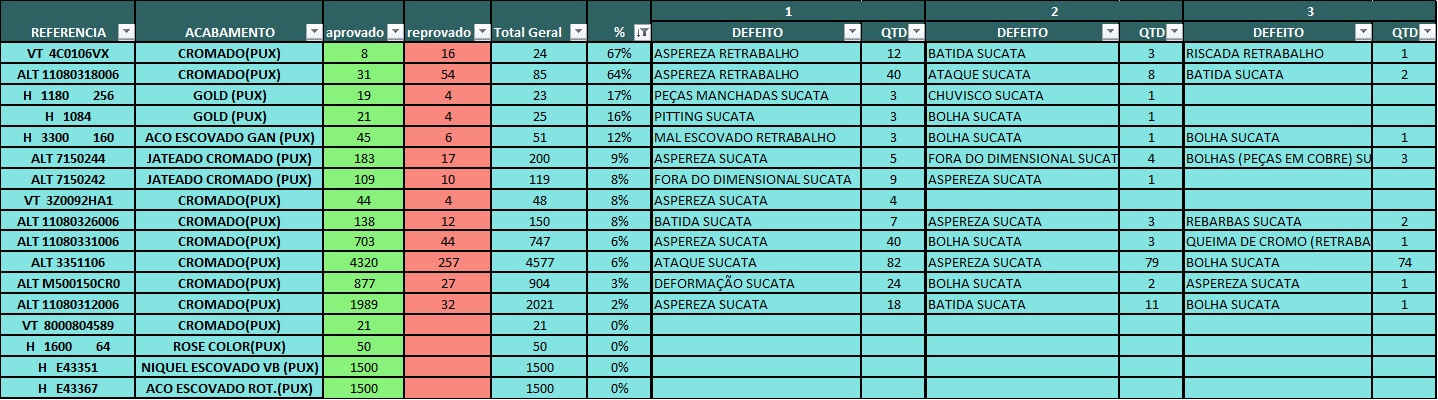 1 2 3
REFERENCIA ACABAMENTO aprovado reprovado Total Geral % DEFEITO QTD DEFEITO QTD DEFEITO QTD
VT 4C0106VX CROMADO(PUX) 8 16 24 67% ASPEREZA RETRABALHO 12 BATIDA SUCATA 3 RISCADA RETRABALHO 1
ALT 11080318006 CROMADO(PUX) 31 54 85 64% ASPEREZA RETRABALHO 40 ATAQUE SUCATA 8 BATIDA SUCATA 2
H 1180 256 GOLD (PUX) 19 4 23 17% PEÇAS MANCHADAS SUCATA 3 CHUVISCO SUCATA 1
H 1084 GOLD (PUX) 21 4 25 16% PITTING SUCATA 3 BOLHA SUCATA 1
H 3300 160 ACO ESCOVADO GAN (PUX) 45 6 51 12% MAL ESCOVADO RETRABALHO 3 BOLHA SUCATA 1 BOLHA SUCATA 1
ALT 7150244 JATEADO CROMADO (PUX) 183 17 200 9% ASPEREZA SUCATA 5 FORA DO DIMENSIONAL SUCAT 4 BOLHAS (PEÇAS EM COBRE) SU 3
ALT 7150242 JATEADO CROMADO (PUX) 109 10 119 8% FORA DO DIMENSIONAL SUCATA 9 ASPEREZA SUCATA 1
VT 3Z0092HA1 CROMADO(PUX) 44 4 48 8% ASPEREZA SUCATA 4
ALT 11080326006 CROMADO(PUX) 138 12 150 8% BATIDA SUCATA 7 ASPEREZA SUCATA 3 REBARBAS SUCATA 2
ALT 11080331006 CROMADO(PUX) 703 44 747 6% ASPEREZA SUCATA 40 BOLHA SUCATA 3 QUEIMA DE CROMO (RETRABA 1
ALT 3351106 CROMADO(PUX) 4320 257 4577 6% ATAQUE SUCATA 82 ASPEREZA SUCATA 79 BOLHA SUCATA 74
ALT M500150CR0 CROMADO(PUX) 877 27 904 3% DEFORMAÇÃO SUCATA 24 BOLHA SUCATA 2 ASPEREZA SUCATA 1
ALT 11080312006 CROMADO(PUX) 1989 32 2021 2% ASPEREZA SUCATA 18 BATIDA SUCATA 11 BOLHA SUCATA 1
VT 8000804589 CROMADO(PUX) 21 21 0%
H 1600 64 ROSE COLOR(PUX) 50 50 0%
H E43351 NIQUEL ESCOVADO VB (PUX) 1500 1500 0%
H E43367 ACO ESCOVADO ROT.(PUX) 1500 1500 0%